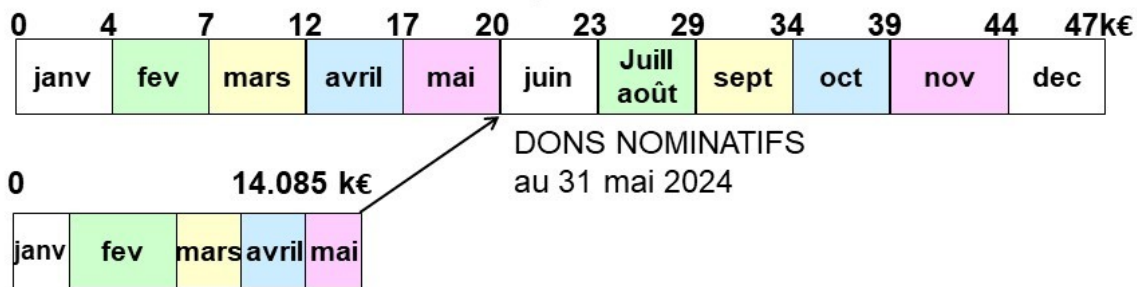 0 4 7 12 17 20 23 29 34 39 44 47k€
janv fev mars avril mai juin Juill août sept oct nov dec
DONS NOMINATIFS
au 31 mai 2024
0 14.085 k€
janv fev mars avril mai